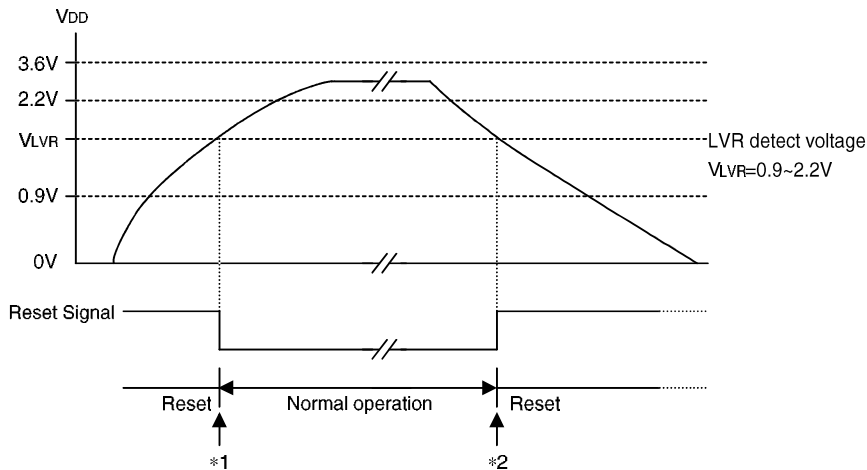 VDD
3.6V
2.2V
VLVR
LVR detect voltage
VLVR=0.9~2.2V
0.9V
0V
Reset Signal
Reset
Normal operation
Reset
*1
*2